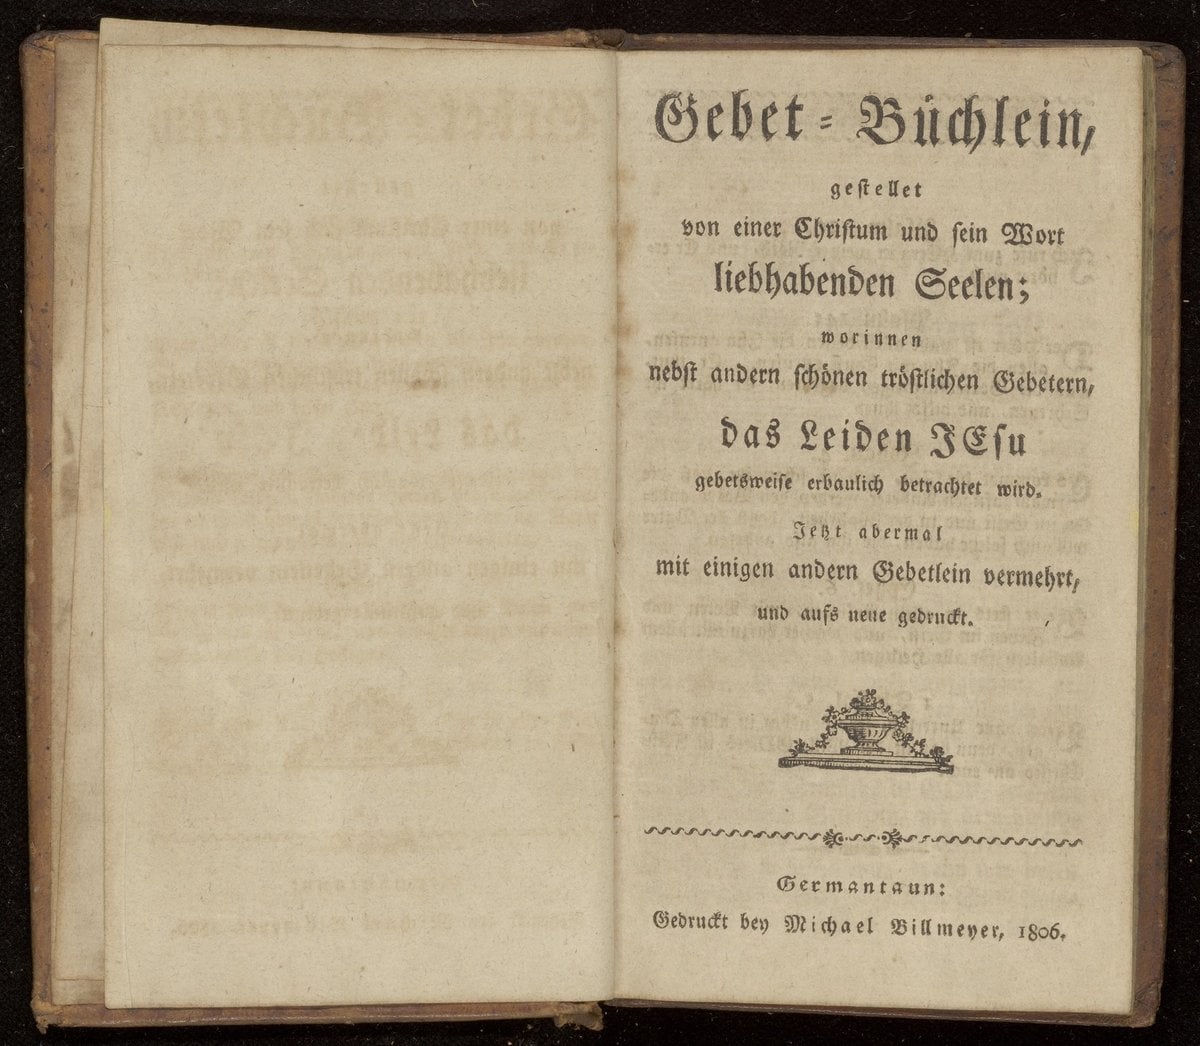 Gebet-Büchlein,
gestellet
von einer Christum und sein Wort
liebhabenden Seelen;
worinnen
nebst andern schönen tröstlichen Gebetern,
das Leiden JEsu
gebetsweise erbaulich betrachtet wird.
Jetzt abermal
mit einigen andern Gebetlein vermehrt,
und aufs neue gedruckt.
Germantaun:
Gedruckt bey Michael Billmeyer, 1806.